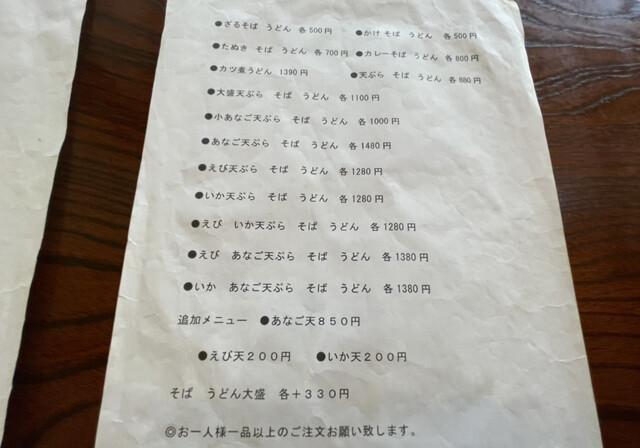 ●ざるそば　うどん　各500円　●かけそば　うどん　各500円
●たぬき　そば　うどん　各700円　●カレーそば　うどん　各800円
●カツ煮うどん　1390円　●天ぷら　そば　うどん　各880円
●大盛天ぷら　そば　うどん　各1100円
●小あなご天ぷら　そば　うどん　各1000円
●あなご天ぷら　そば　うどん　各1480円
●えび天ぷら　そば　うどん　各1280円
●いか天ぷら　そば　うどん　各1280円
●えび　いか天ぷら　そば　うどん　各1280円
●えび　あなご天ぷら　そば　うどん　各1380円
●いか　あなご天ぷら　そば　うどん　各1380円
追加メニュー　●あなご天８５０円
●えび天２００円　●いか天２００円
そば　うどん大盛　各＋３３０円
◎お一人様一品以上のご注文お願い致します。